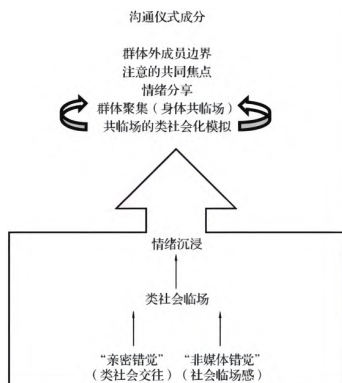 沟通仪式成分
群体外成员边界
注意的共同焦点
情绪分享
群体聚集（身体共临场）
共临场的类社会化模拟
情绪沉浸
类社会临场
“亲密错觉” “非媒体错觉”
（类社会交往） （社会临场感）